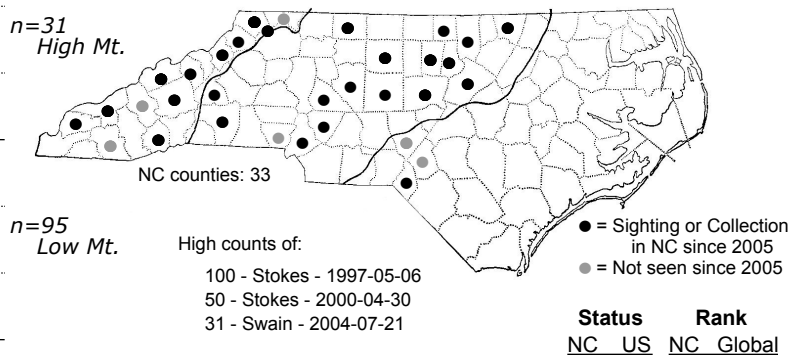 n=31
High Mt.
NC counties: 33
n=95
Low Mt.
High counts of:
100 - Stokes - 1997-05-06
50 - Stokes - 2000-04-30
31 - Swain - 2004-07-21
= Sighting or Collection
in NC since 2005
= Not seen since 2005
Status Rank
NC US NC Global